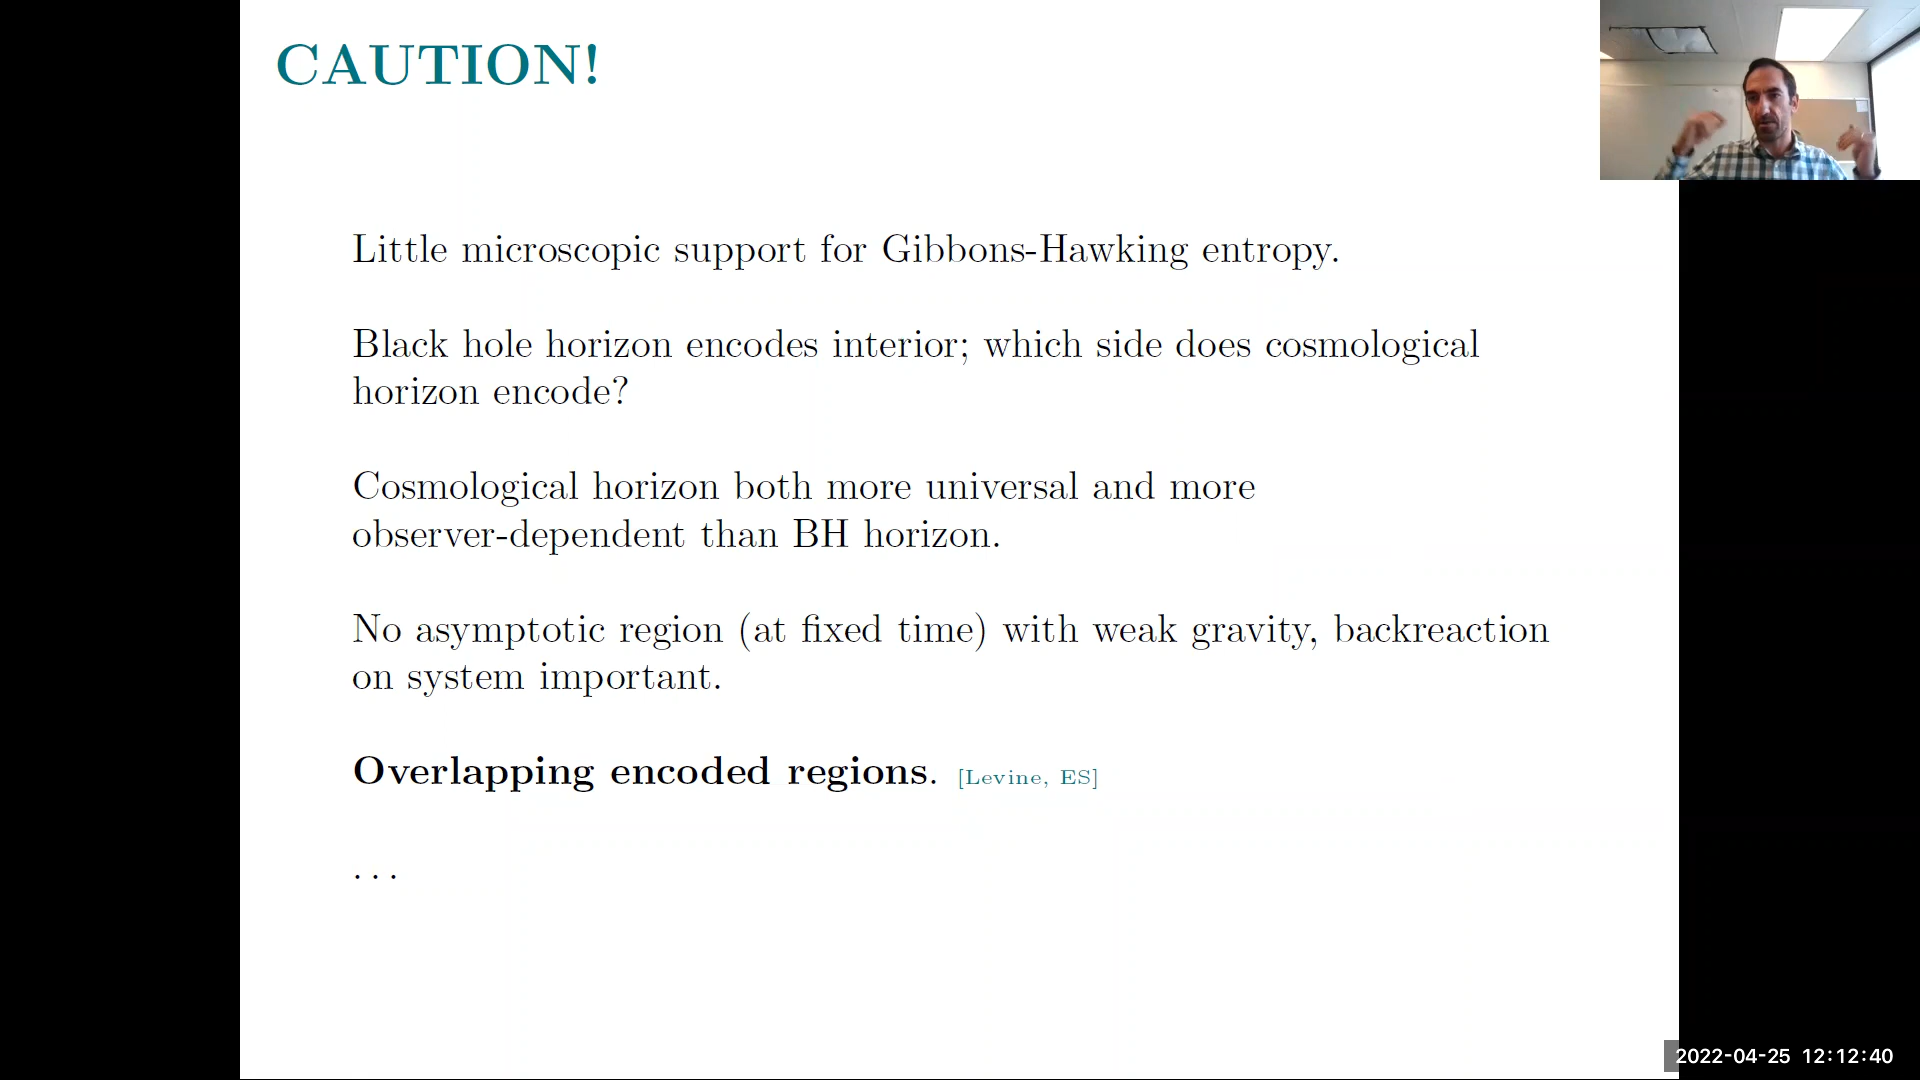 CAUTION!
Little microscopic support for Gibbons-Hawking entropy.
Black hole horizon encodes interior; which side does cosmological
horizon encode?
Cosmological horizon both more universal and more
observer-dependent than BH horizon.
No asymptotic region (at fixed time) with weak gravity, backreaction
on system important.
Overlapping encoded regions. [Levine, ES]
...
2022-04-25 12:12:40